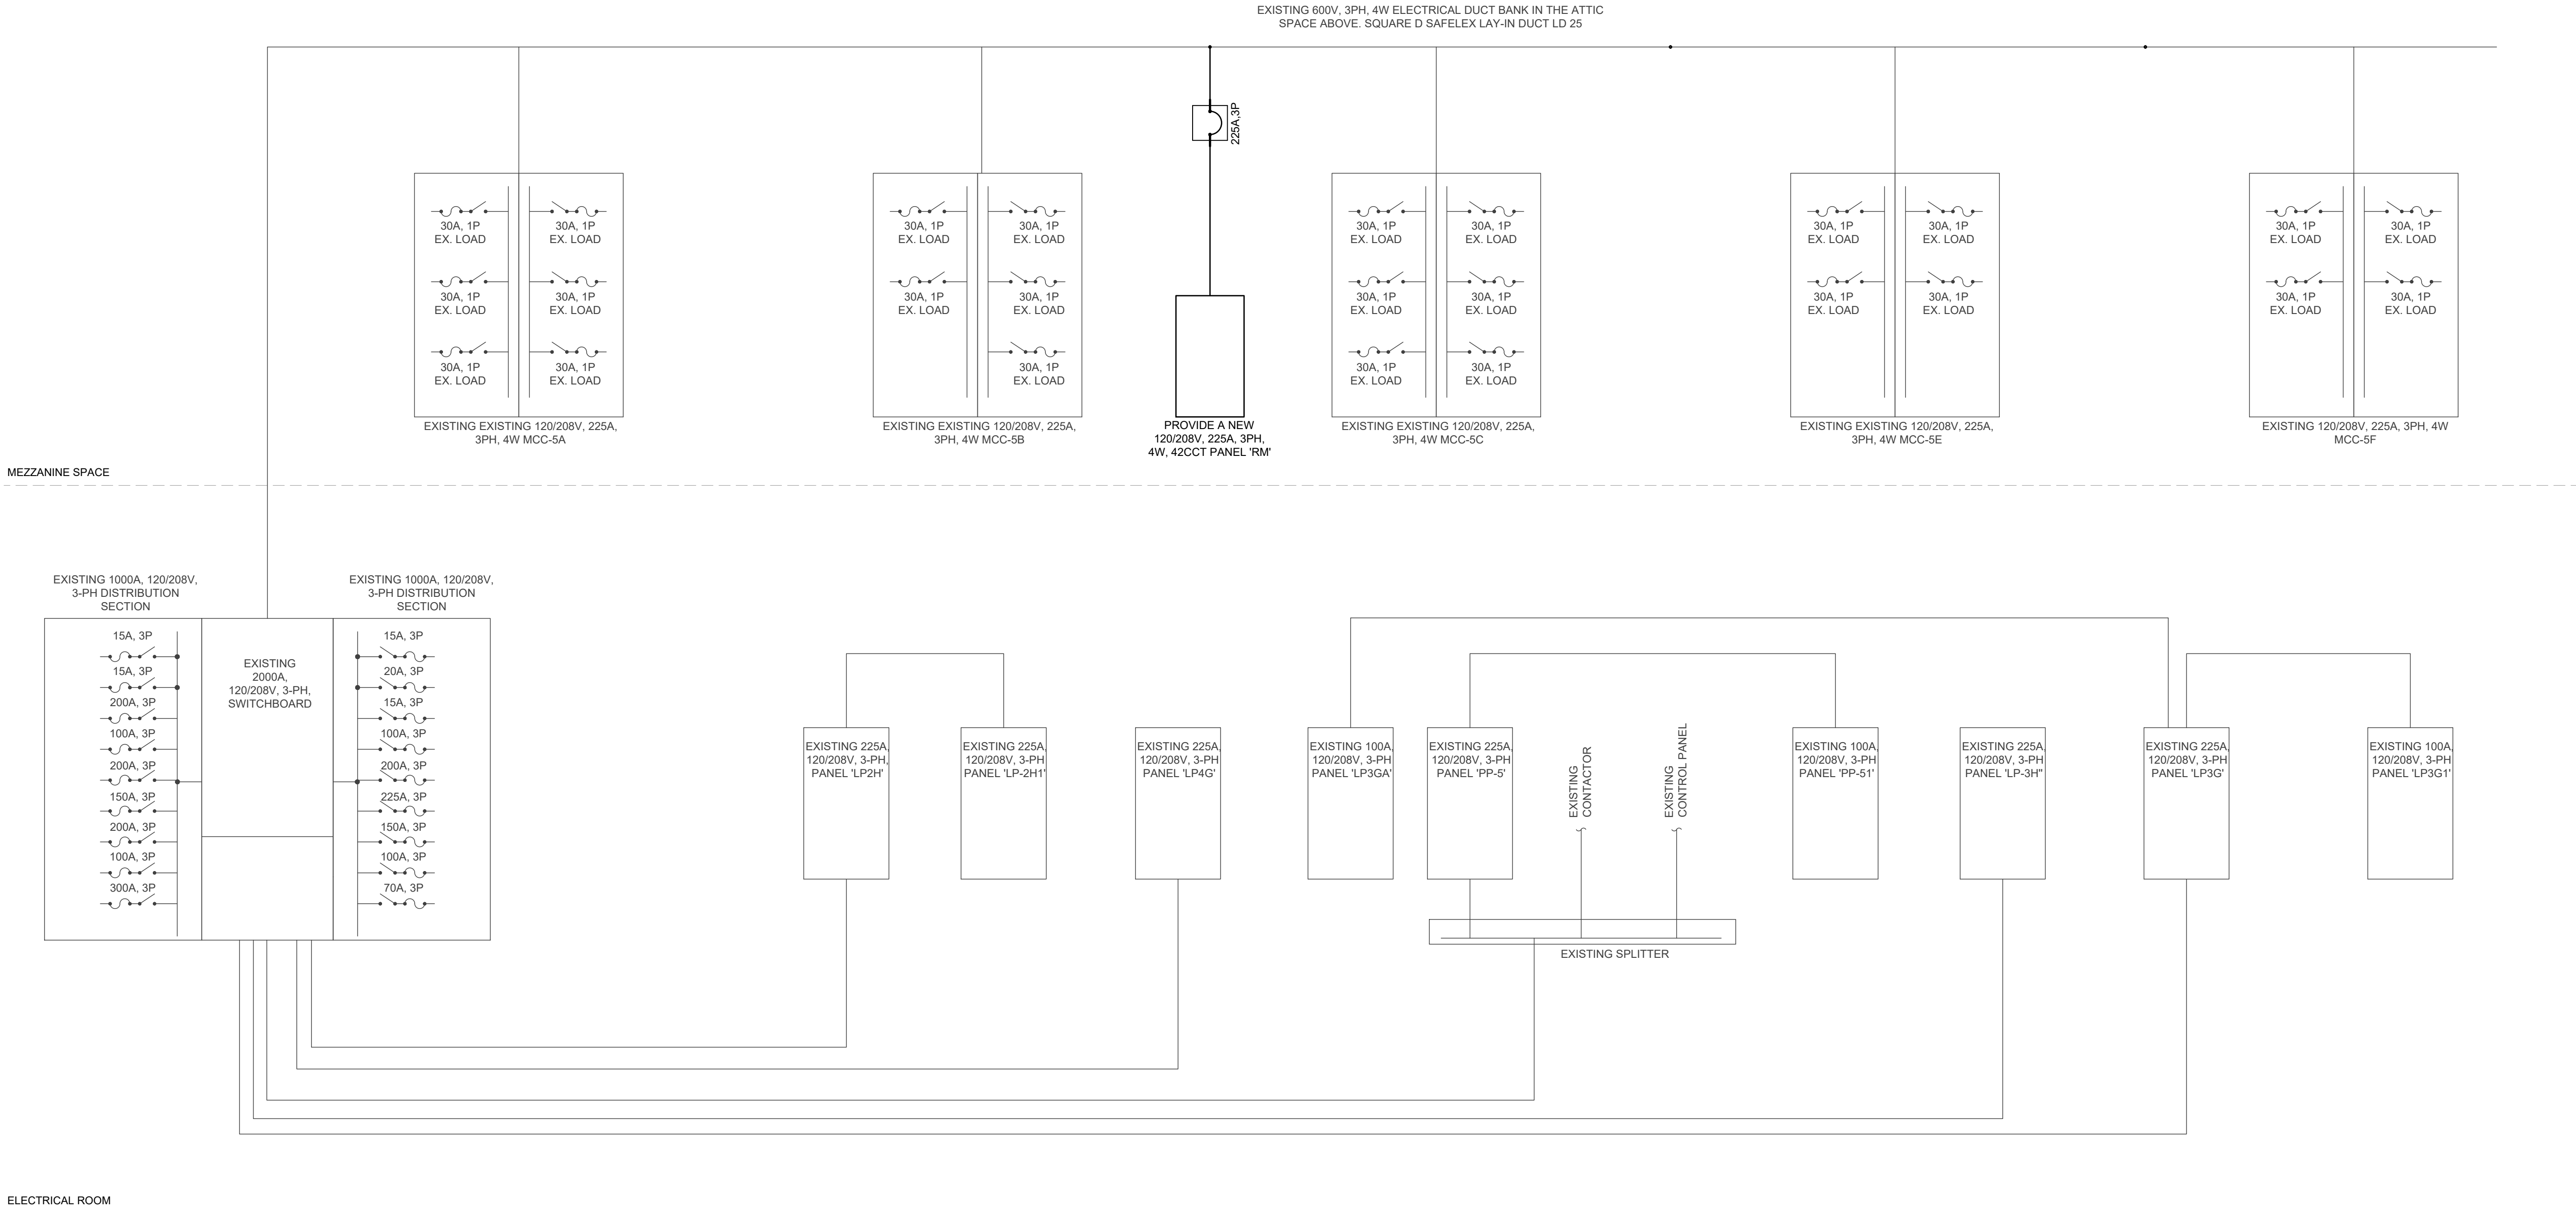 EXISTING 600V, 3PH, 4W ELECTRICAL DUCT BANK IN THE ATTIC
SPACE ABOVE. SQUARE D SAFELEX LAY-IN DUCT LD 25
225A,3P
30A, 1P
EX. LOAD
30A, 1P
EX. LOAD
30A, 1P
EX. LOAD
30A, 1P
EX. LOAD
30A, 1P
EX. LOAD
30A, 1P
EX. LOAD
EXISTING EXISTING 120/208V, 225A,
3PH, 4W MCC-5A
30A, 1P
EX. LOAD
30A, 1P
EX. LOAD
30A, 1P
EX. LOAD
30A, 1P
EX. LOAD
30A, 1P
EX. LOAD
EXISTING EXISTING 120/208V, 225A,
3PH, 4W MCC-5B
PROVIDE A NEW
120/208V, 225A, 3PH,
4W, 42CCT PANEL 'RM'
30A, 1P
EX. LOAD
30A, 1P
EX. LOAD
30A, 1P
EX. LOAD
30A, 1P
EX. LOAD
30A, 1P
EX. LOAD
30A, 1P
EX. LOAD
EXISTING EXISTING 120/208V, 225A,
3PH, 4W MCC-5C
30A, 1P
EX. LOAD
30A, 1P
EX. LOAD
30A, 1P
EX. LOAD
30A, 1P
EX. LOAD
EXISTING EXISTING 120/208V, 225A,
3PH, 4W MCC-5E
30A, 1P
EX. LOAD
30A, 1P
EX. LOAD
30A, 1P
EX. LOAD
30A, 1P
EX. LOAD
EXISTING 120/208V, 225A, 3PH, 4W
MCC-5F
MEZZANINE SPACE
EXISTING 1000A, 120/208V,
3-PH DISTRIBUTION
SECTION
15A, 3P
15A, 3P
200A, 3P
100A, 3P
200A, 3P
150A, 3P
200A, 3P
100A, 3P
300A, 3P
EXISTING
2000A,
120/208V, 3-PH,
SWITCHBOARD
EXISTING 1000A, 120/208V,
3-PH DISTRIBUTION
SECTION
15A, 3P
20A, 3P
15A, 3P
100A, 3P
200A, 3P
225A, 3P
150A, 3P
100A, 3P
70A, 3P
EXISTING 225A,
120/208V, 3-PH,
PANEL 'LP2H'
EXISTING 225A,
120/208V, 3-PH
PANEL 'LP-2H1'
EXISTING 225A,
120/208V, 3-PH
PANEL 'LP4G'
EXISTING 100A,
120/208V, 3-PH
PANEL 'LP3GA'
EXISTING 225A,
120/208V, 3-PH
PANEL 'PP-5'
EXISTING
CONTACTOR
EXISTING
CONTROL PANEL
EXISTING SPLITTER
EXISTING 100A,
120/208V, 3-PH
PANEL 'PP-51'
EXISTING 225A,
120/208V, 3-PH
PANEL 'LP-3H"
EXISTING 225A,
120/208V, 3-PH
PANEL 'LP3G'
EXISTING 100A,
120/208V, 3-PH
PANEL 'LP3G1'
ELECTRICAL ROOM